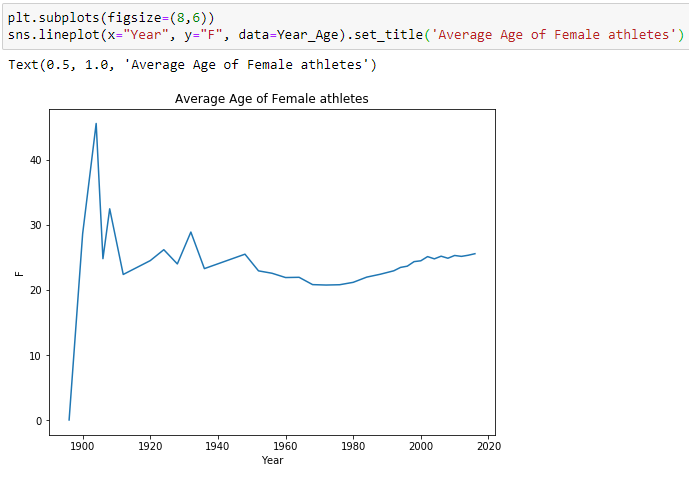 plt.subplots(figsize=(8,6))
sns.lineplot(x="Year", y="F", data=Year_Age).set_title('Average Age of Female athletes')
Text(0.5, 1.0, 'Average Age of Female athletes')
Average Age of Female athletes
40
30
20
10
0
F
1900 1920 1940 1960 1980 2000 2020
Year